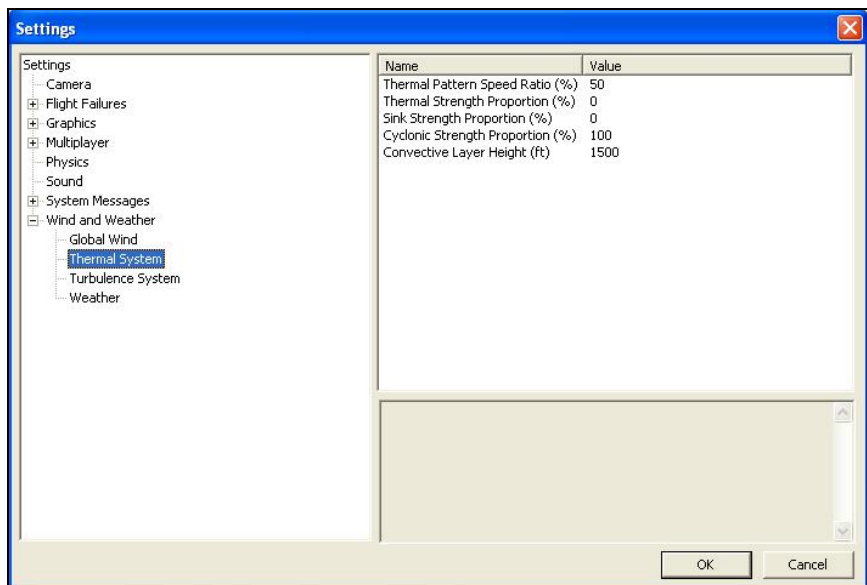 Settings
Settings
Camera
Flight Failures
Graphics
Multiplayer
Physics
Sound
System Messages
Wind and Weather
Global Wind
Thermal System
Turbulence System
Weather
Name Value
Thermal Pattern Speed Ratio (%) 50
Thermal Strength Proportion (%) 0
Sink Strength Proportion (%) 0
Cyclonic Strength Proportion (%) 100
Convective Layer Height (ft) 1500
OK Cancel